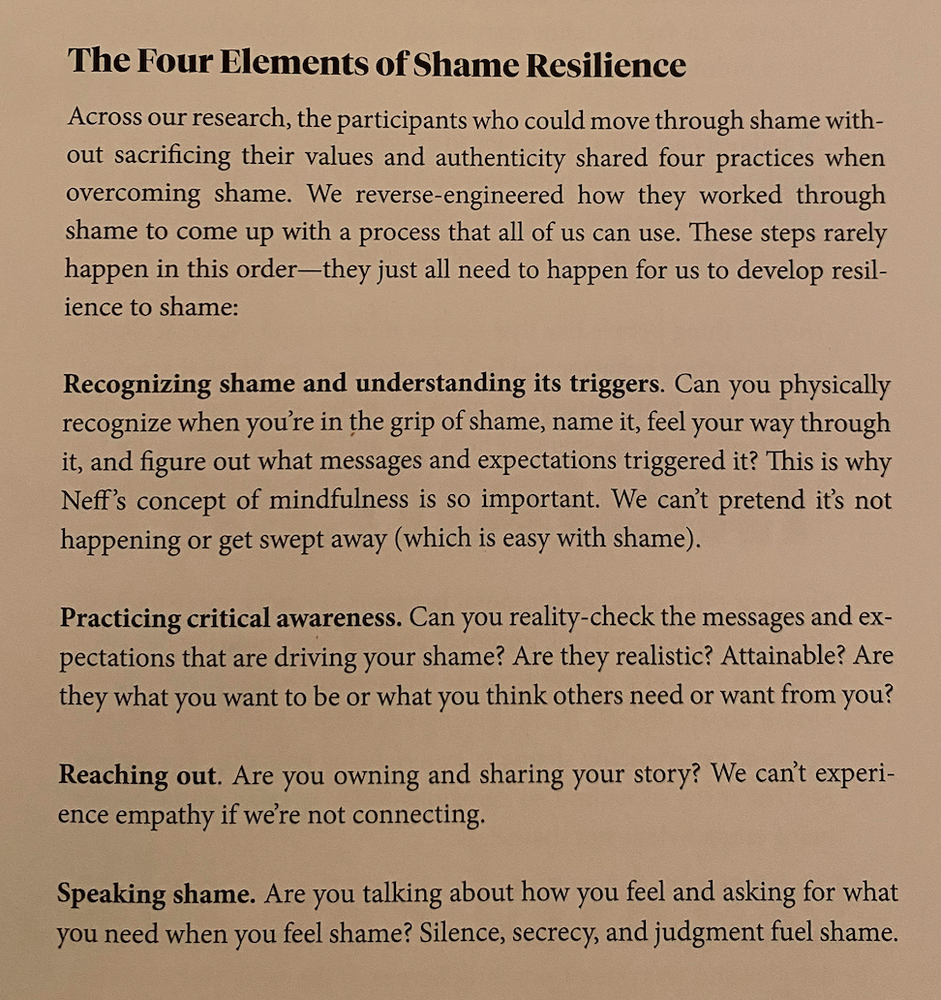 The Four Elements of Shame Resilience
Across our research, the participants who could move through shame with-
out sacrificing their values and authenticity shared four practices when
overcoming shame. We reverse-engineered how they worked through
shame to come up with a process that all of us can use. These steps rarely
happen in this order—they just all need to happen for us to develop resil-
ience to shame:
Recognizing shame and understanding its triggers. Can you physically
recognize when you’re in the grip of shame, name it, feel your way through
it, and figure out what messages and expectations triggered it? This is why
Neff’s concept of mindfulness is so important. We can’t pretend it’s not
happening or get swept away (which is easy with shame).
Practicing critical awareness. Can you reality-check the messages and ex-
pectations that are driving your shame? Are they realistic? Attainable? Are
they what you want to be or what you think others need or want from you?
Reaching out. Are you owning and sharing your story? We can’t experi-
ence empathy if we’re not connecting.
Speaking shame. Are you talking about how you feel and asking for what
you need when you feel shame? Silence, secrecy, and judgment fuel shame.